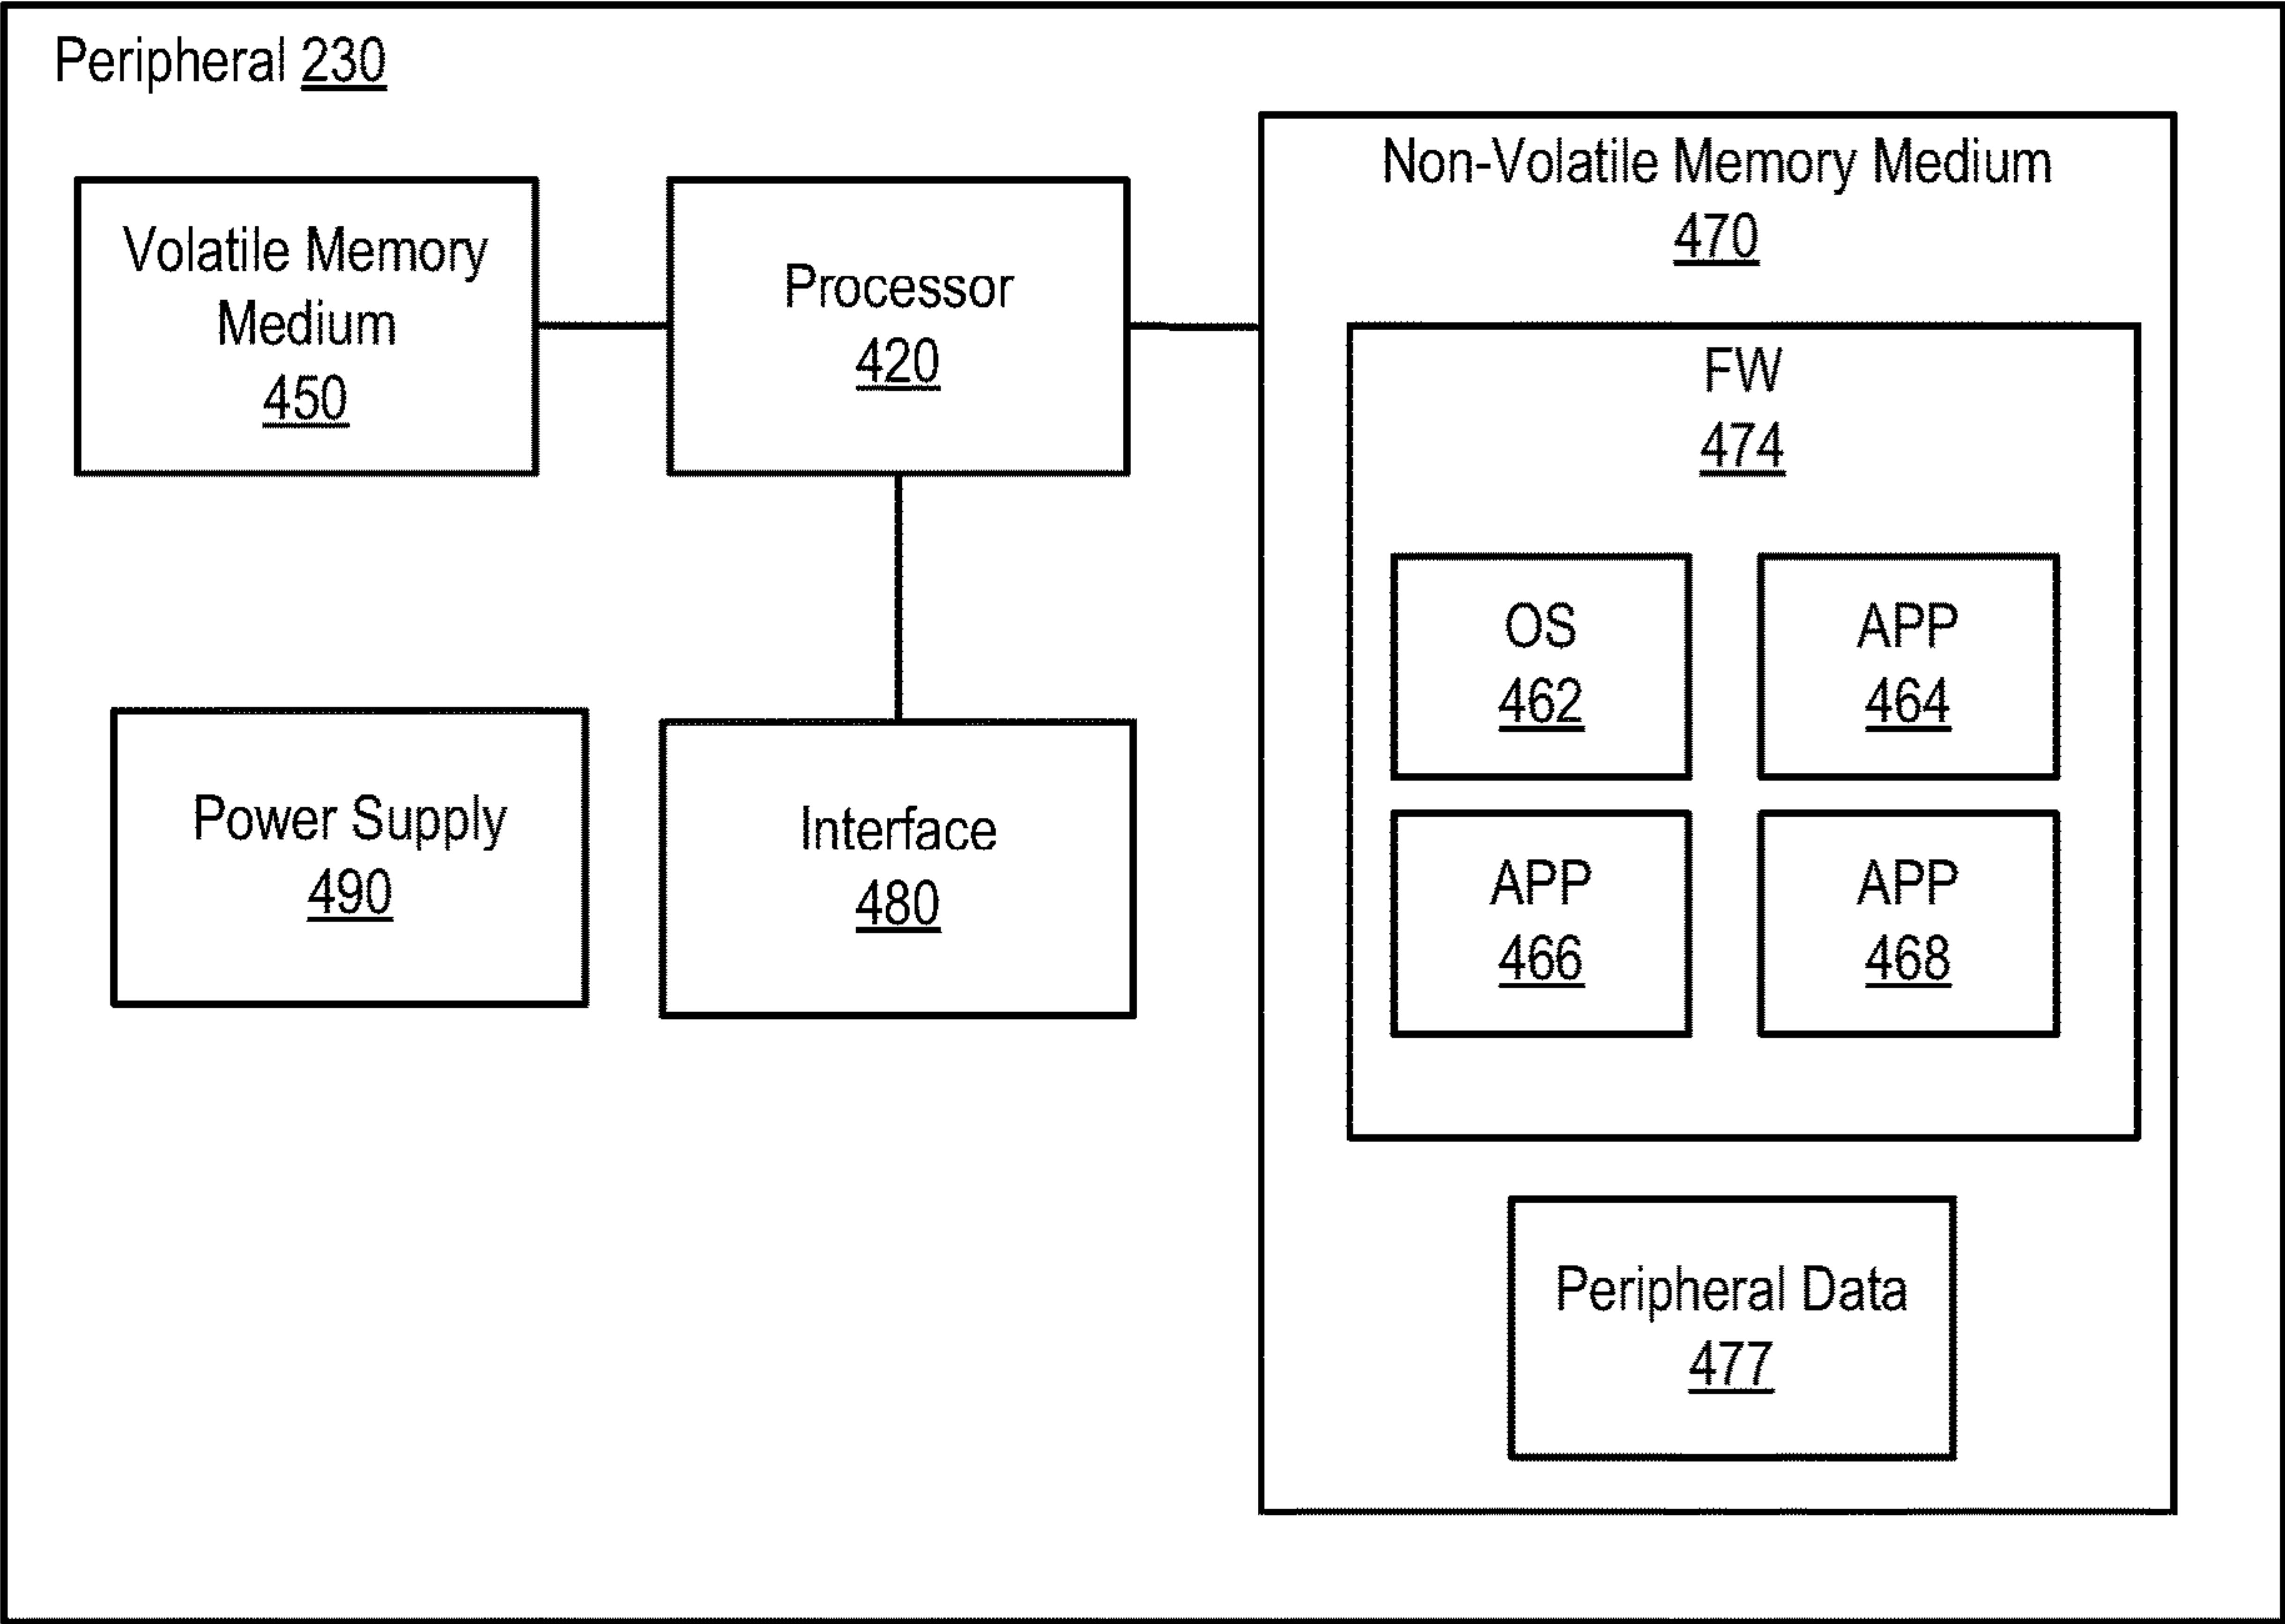 Peripheral 230
Volatile Memory
Medium
450
Processor
420
Non-Volatile Memory Medium
470
FW
474
OS
462
APP
464
APP
466
APP
468
Power Supply
490
Interface
480
Peripheral Data
477